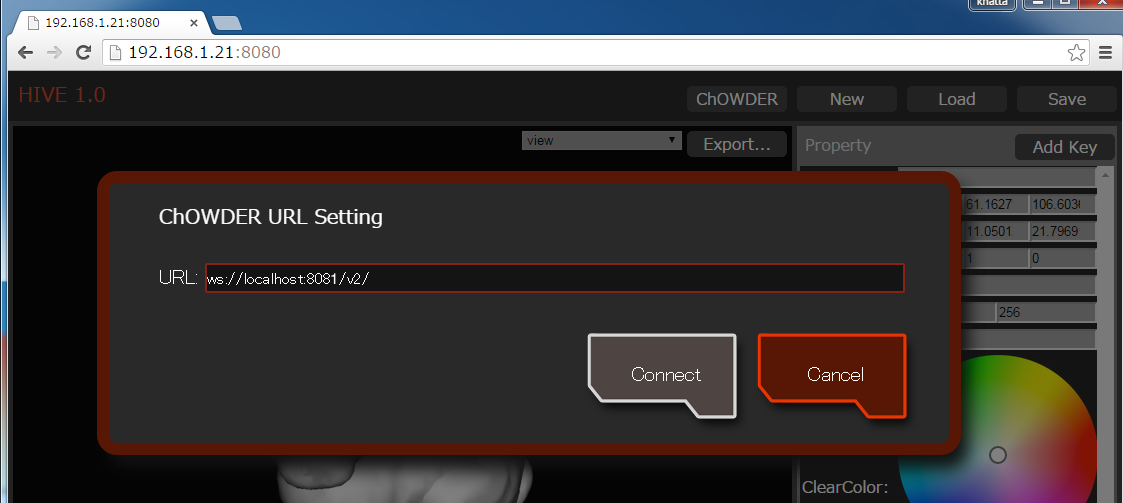 khatta
192.168.1.21:8080
192.168.1.21:8080
HIVE 1.0
ChOWDER New Load Save
view Export... Property Add Key
61.1627
11.0501 21.7969
1 0
256
ChOWDER URL Setting
URL: ws://localhost:8081/v2/
Connect Cancel
ClearColor: